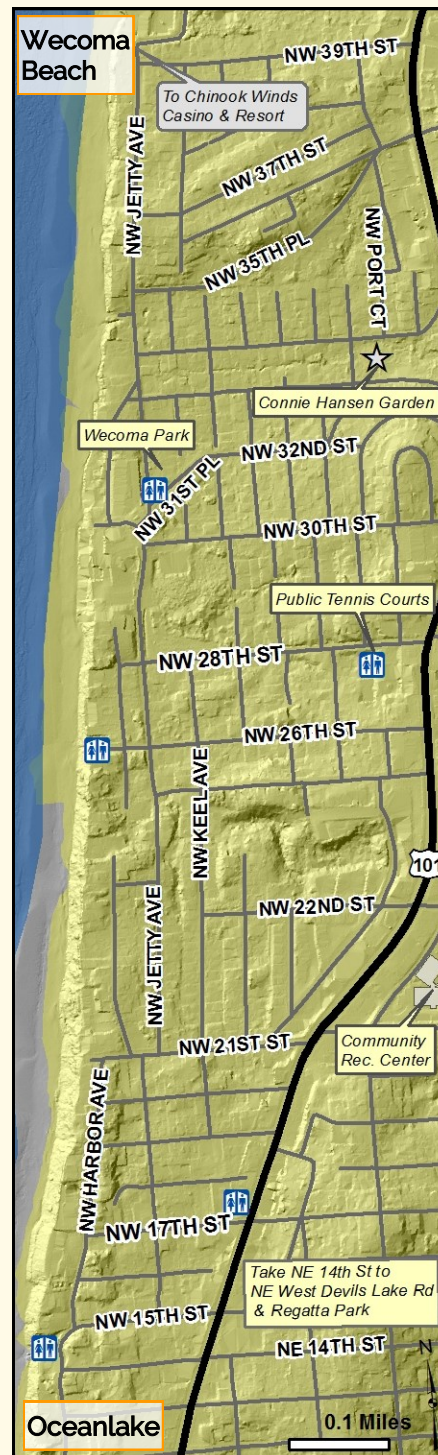 Wecoma
Beach
NW 39TH ST
To Chinook Winds
Casino & Resort
NW JETTY AVE
NW 37TH ST
NW PORT CT
NW 35TH PL
Connie Hansen Garden
Wecoma Park
NW 32ND ST
NW 31ST PL
NW 30TH ST
Public Tennis Courts
NW 28TH ST
NW 26TH ST
NW KEEL AVE
101
NW JETTY AVE
NW 22ND ST
NW 21ST ST
Community
Rec. Center
NW HARBOR AVE
NW 17TH ST
Take NE 14th St to
NE West Devils Lake Rd
& Regatta Park
NW 15TH ST
NE 14TH ST
N
Oceanlake
0.1 Miles